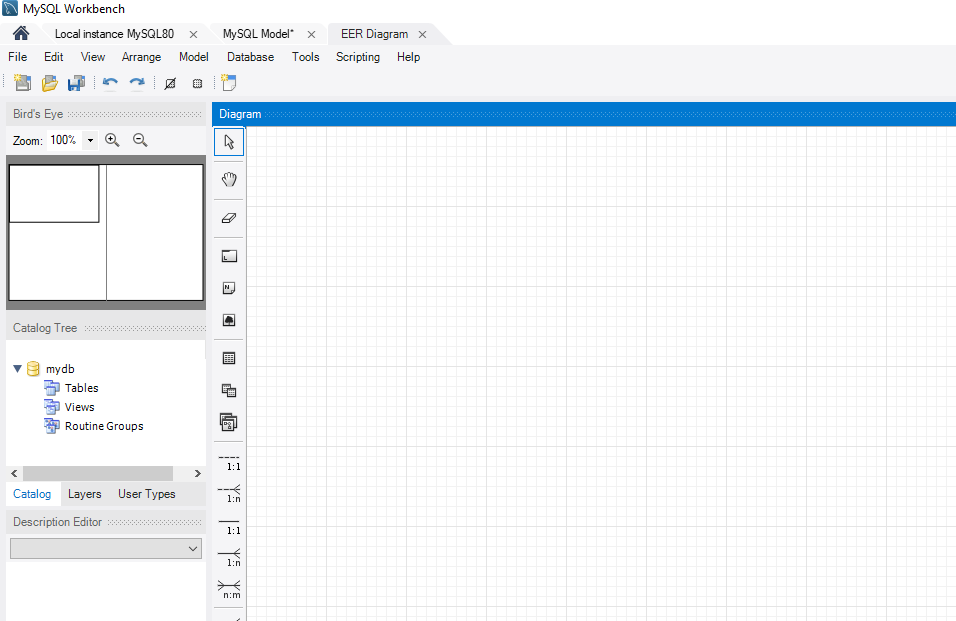 MySQL Workbench
Local instance MySQL80
MySQL Model*
EER Diagram
File Edit View Arrange Model Database Tools Scripting Help
Bird's Eye
Diagram
Zoom: 100%
Catalog Tree
mydb
Tables
Views
Routine Groups
Catalog Layers User Types
Description Editor
L
N
1:1
1:n
1:1
1:n
n:m